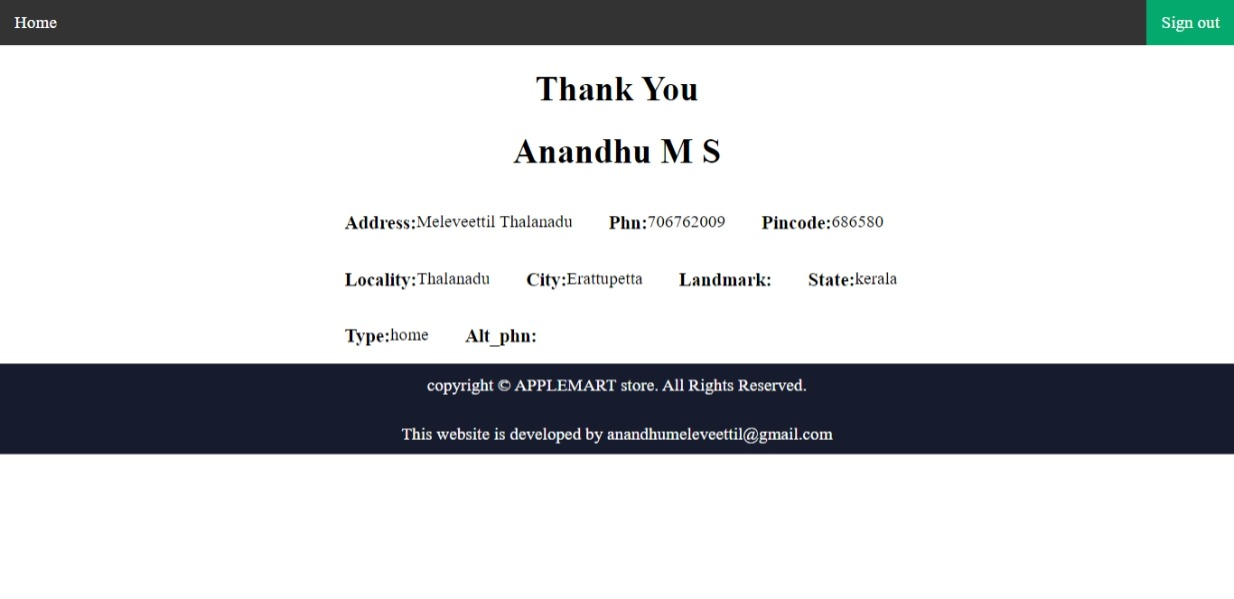 Home Sign out
Thank You
Anandhu M S
Address:Meleveettil Thalanadu Phn:706762009 Pincode:686580
Locality:Thalanadu City:Erattupetta Landmark: State:kerala
Type:home Alt_phn:
copyright © APPLEMART store. All Rights Reserved.
This website is developed by anandhumeleveettil@gmail.com